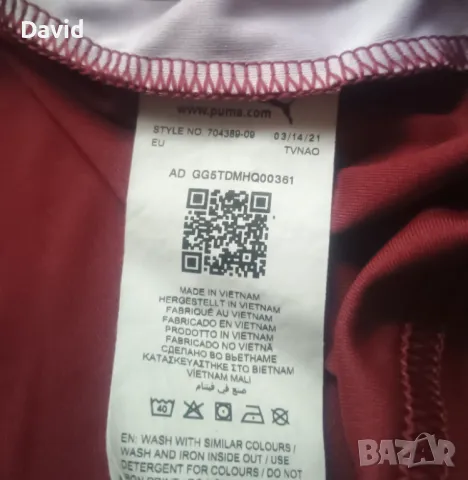 David
www.puma.com
STYLE NO. 704389-09 03/14/21
EU TVNAO
AD GG5TDMHQ00361
MADE IN VIETNAM
HERGESTELLT IN VIETNAM
FABRIQUÉ AU VIETNAM
FABRICADO EN VIETNAM
PRODOTTO IN VIETNAM
FABRICADO NO VIETNÃ
СДЕЛАНО ВО ВЬЕТНАМЕ
ΚΑΤΑΣΚΕΥΑΣΤΗΚΕ ΣΤΟ ΒΙΕΤΝΑΜ
VIETNAM MALI
صنع في فيتنام
40
EN: WASH WITH SIMILAR COLOURS /
WASH AND IRON INSIDE OUT / USE
DETERGENT FOR COLOURS / DO
bazar